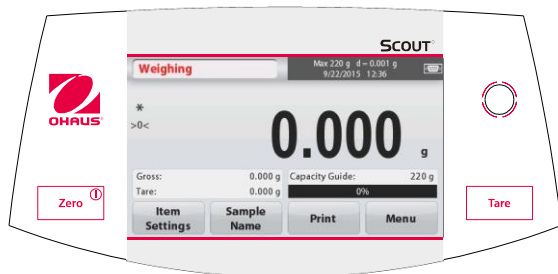 SCOUT
Weighing
Max 220 g d=0.001 g
9/22/2015 12:36
*
>0<
0.000 g
OHAUS
Gross: 0.000 g
Tare: 0.000 g
Capacity Guide: 220 g
0%
Zero
Item Settings
Sample Name
Print
Menu
Tare